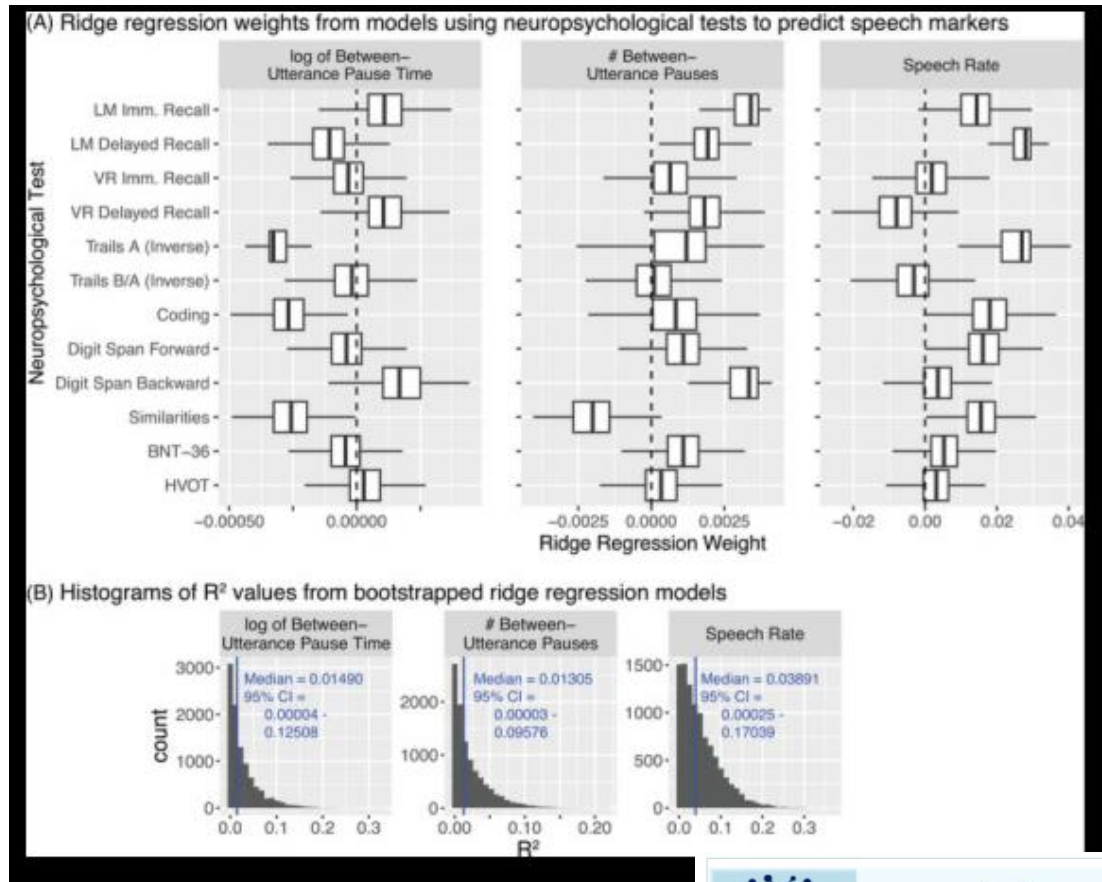 (A) Ridge regression weights from models using neuropsychological tests to predict speech markers
log of Between–
Utterance Pause Time
# Between–
Utterance Pauses
Speech Rate
Neuropsychological Test
LM Imm. Recall
LM Delayed Recall
VR Imm. Recall
VR Delayed Recall
Trails A (Inverse)
Trails B/A (Inverse)
Coding
Digit Span Forward
Digit Span Backward
Similarities
BNT–36
HVOT
−0.00050 0.00000
−0.0025 0.0000 0.0025
−0.02 0.00 0.02 0.04
Ridge Regression Weight
(B) Histograms of R² values from bootstrapped ridge regression models
log of Between–
Utterance Pause Time
# Between–
Utterance Pauses
Speech Rate
count
3000
2000
1000
0
Median = 0.01490
95% CI =
0.00004 -
0.12508
0.0 0.1 0.2 0.3
2000
1000
0
Median = 0.01305
95% CI =
0.00003 -
0.09576
0.00 0.10 0.20
1500
1000
500
0
Median = 0.03891
95% CI =
0.00025 -
0.17039
0.0 0.1 0.2 0.3
R²